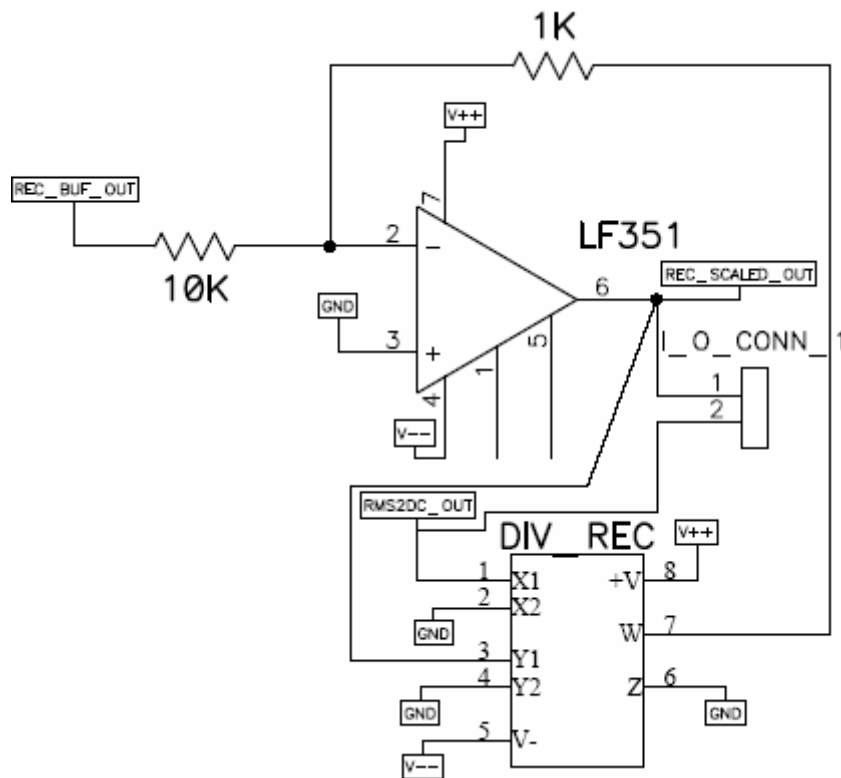 1K
V++
REC_BUF_OUT
7
2
−
LF351
10K
6
REC_SCALED_OUT
GND
3
+
5
1
4
I_O_CONN_1
1
2
V--
RMS2DC_OUT
DIV_REC
V++
1
X1
+V
8
2
X2
GND
W
7
3
Y1
4
Y2
Z
6
GND
GND
5
V-
V--